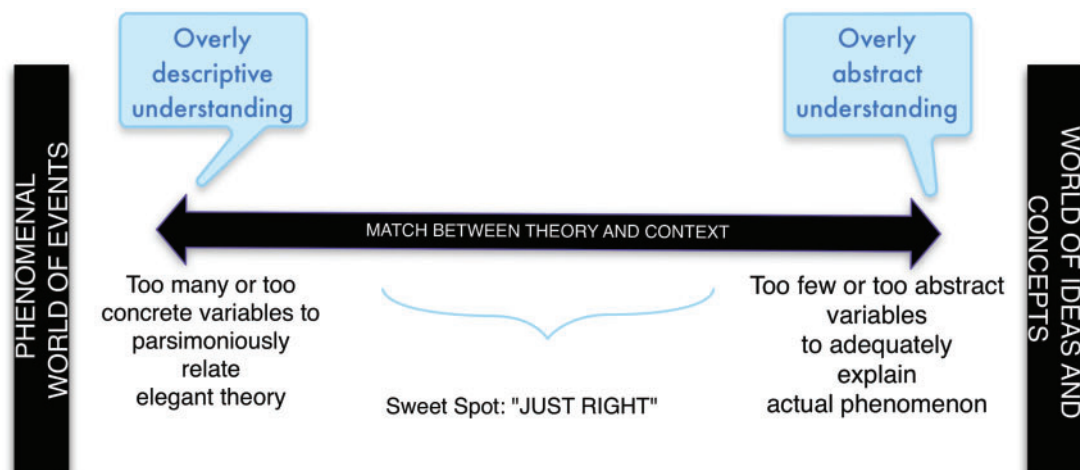 Overly
descriptive
understanding
Overly
abstract
understanding
PHENOMENAL
WORLD OF EVENTS
MATCH BETWEEN THEORY AND CONTEXT
WORLD OF IDEAS AND
CONCEPTS
Too many or too
concrete variables to
parsimoniously
relate
elegant theory
Sweet Spot: "JUST RIGHT"
Too few or too abstract
variables
to adequately
explain
actual phenomenon